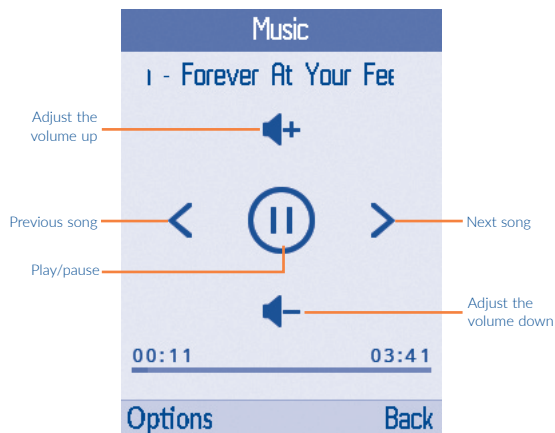 Music
- Forever At Your
Adjust the
volume up
Previous song
Next song
Play/pause
Adjust the
volume down
00:11
03:41
Options
Back